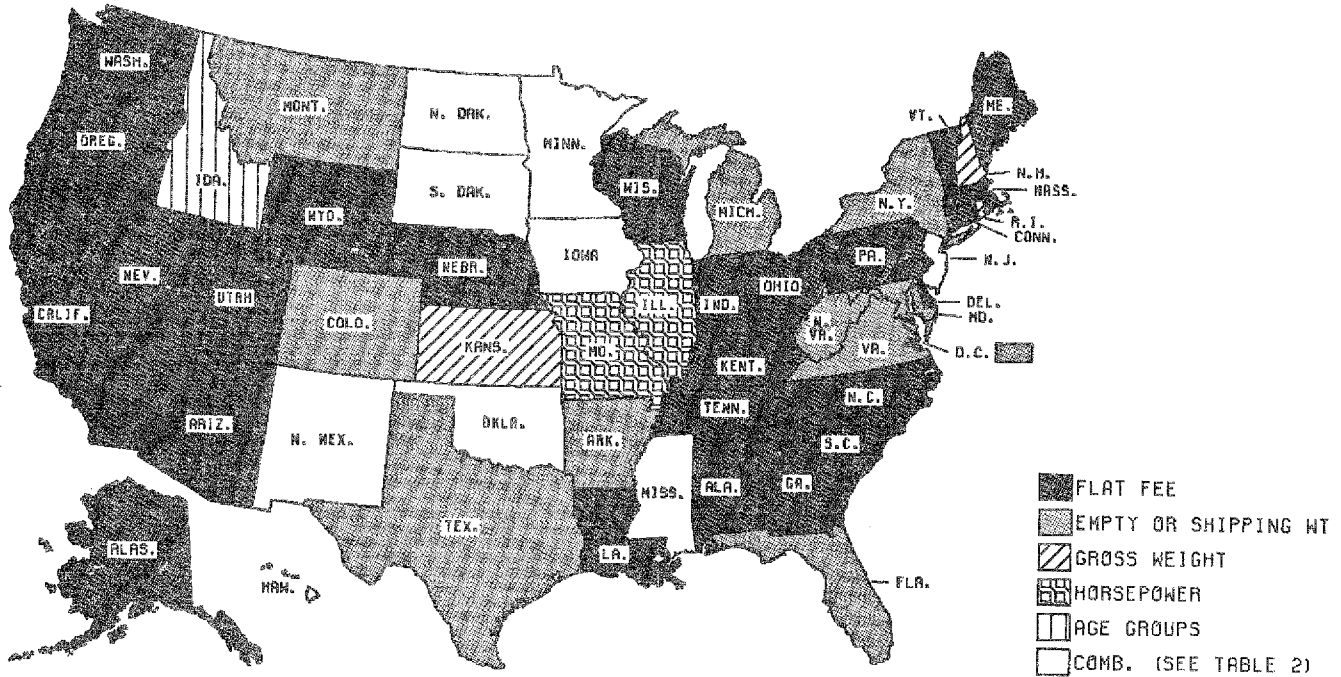 WASH.
ME.
VT.
MONT.
N. DAK.
MINN.
OREG.
N.H.
IDA.
WIS.
MASS.
S. DAK.
N.Y.
MICH.
WYO.
R.I.
CONN.
IOWA
PA.
N.J.
NEBR.
NEV.
OHIO
UTAH
ILL.
IND.
DEL.
CALIF.
COLO.
W.
VA.
MD.
KANS.
MO.
VA.
D.C.
KENT.
N.C.
TENN.
ARIZ.
OKLA.
N. MEX.
ARK.
S.C.
MISS.
ALA.
GA.
FLAT FEE
TEX.
EMPTY OR SHIPPING WT
ALAS.
LA.
GROSS WEIGHT
HAW.
FLA.
HORSEPOWER
AGE GROUPS
COMB. (SEE TABLE 2)